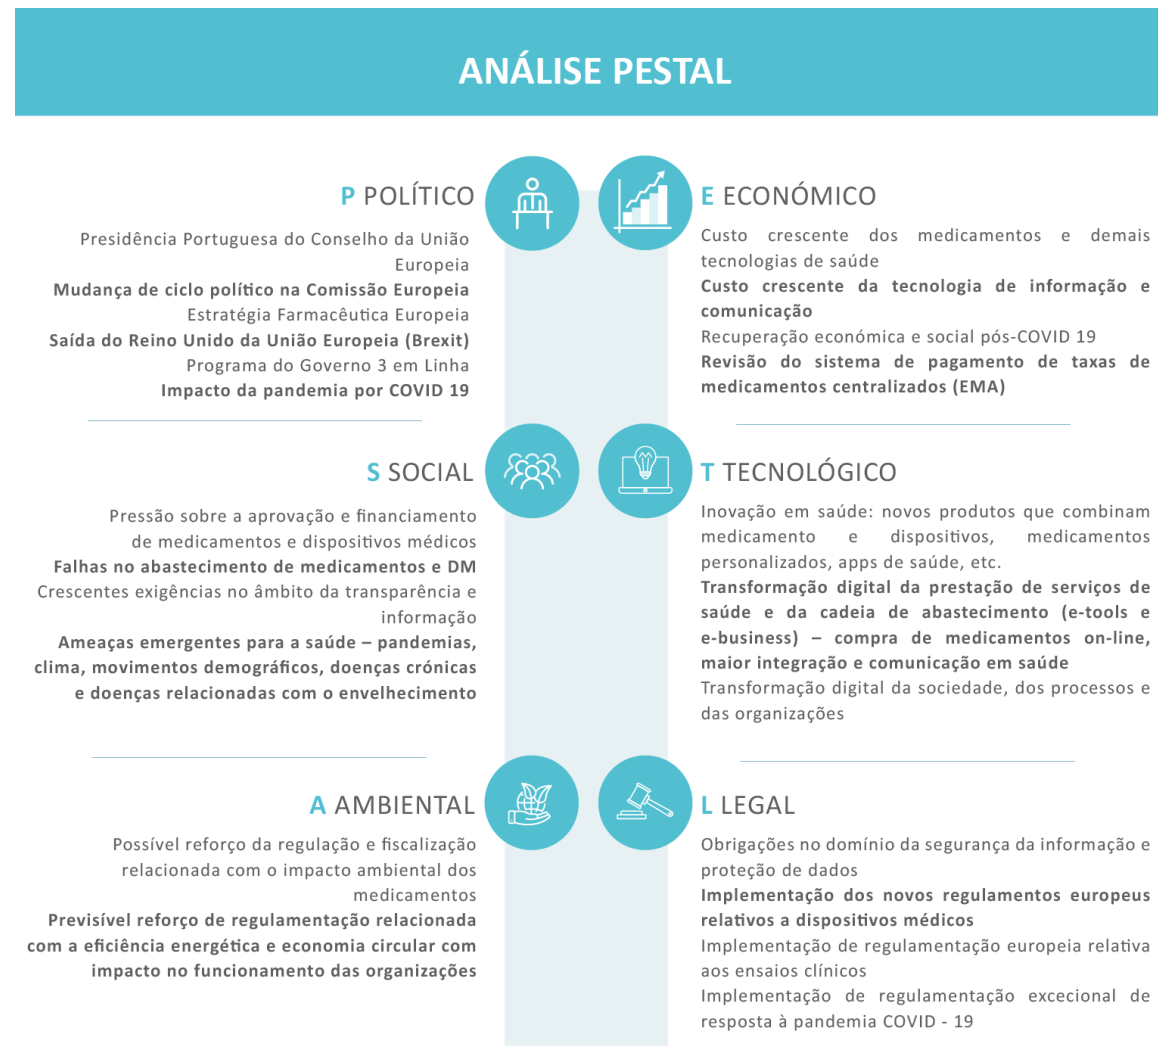 ANÁLISE PESTAL
P POLÍTICO
Presidência Portuguesa do Conselho da União
Europeia
Mudança de ciclo político na Comissão Europeia
Estratégia Farmacêutica Europeia
Saída do Reino Unido da União Europeia (Brexit)
Programa do Governo 3 em Linha
Impacto da pandemia por COVID 19
E ECONÓMICO
Custo crescente dos medicamentos e demais
tecnologias de saúde
Custo crescente da tecnologia de informação e
comunicação
Recuperação económica e social pós-COVID 19
Revisão do sistema de pagamento de taxas de
medicamentos centralizados (EMA)
S SOCIAL
Pressão sobre a aprovação e financiamento
de medicamentos e dispositivos médicos
Falhas no abastecimento de medicamentos e DM
Crescentes exigências no âmbito da transparência e
informação
Ameaças emergentes para a saúde – pandemias,
clima, movimentos demográficos, doenças crónicas
e doenças relacionadas com o envelhecimento
T TECNOLÓGICO
Inovação em saúde: novos produtos que combinam
medicamento e dispositivos, medicamentos
personalizados, apps de saúde, etc.
Transformação digital da prestação de serviços de
saúde e da cadeia de abastecimento (e-tools e
e-business) – compra de medicamentos on-line,
maior integração e comunicação em saúde
Transformação digital da sociedade, dos processos e
das organizações
A AMBIENTAL
Possível reforço da regulação e fiscalização
relacionada com o impacto ambiental dos
medicamentos
Previsível reforço de regulamentação relacionada
com a eficiência energética e economia circular com
impacto no funcionamento das organizações
L LEGAL
Obrigações no domínio da segurança da informação e
proteção de dados
Implementação dos novos regulamentos europeus
relativos a dispositivos médicos
Implementação de regulamentação europeia relativa
aos ensaios clínicos
Implementação de regulamentação excecional de
resposta à pandemia COVID - 19